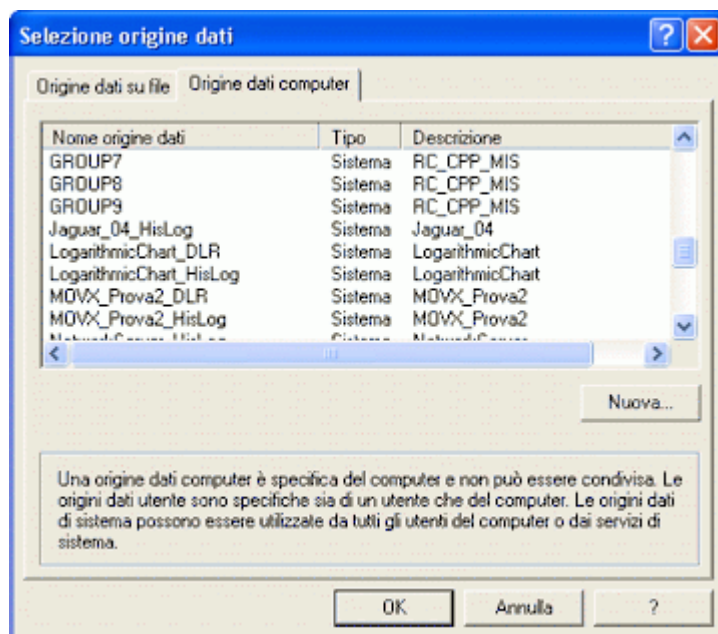 Selezione origine dati
Origine dati su file Origine dati computer
Nome origine dati Tipo Descrizione
GROUP7 Sistema RC_CPP_MIS
GROUP8 Sistema RC_CPP_MIS
GROUP9 Sistema RC_CPP_MIS
Jaguar_04_HisLog Sistema Jaguar_04
LogarithmicChart_DLR Sistema LogarithmicChart
LogarithmicChart_HisLog Sistema LogarithmicChart
MOVX_Prova2_DLR Sistema MOVX_Prova2
MOVX_Prova2_HisLog Sistema MOVX_Prova2
Nuova...
Una origine dati computer è specifica del computer e non può essere condivisa. Le
origini dati utente sono specifiche sia di un utente che del computer. Le origini dati
di sistema possono essere utilizzate da tutti gli utenti del computer o dai servizi di
sistema.
OK Annulla ?